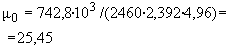 μ₀ = 742,8·10³/(2460·2,392·4,96)=
=25,45